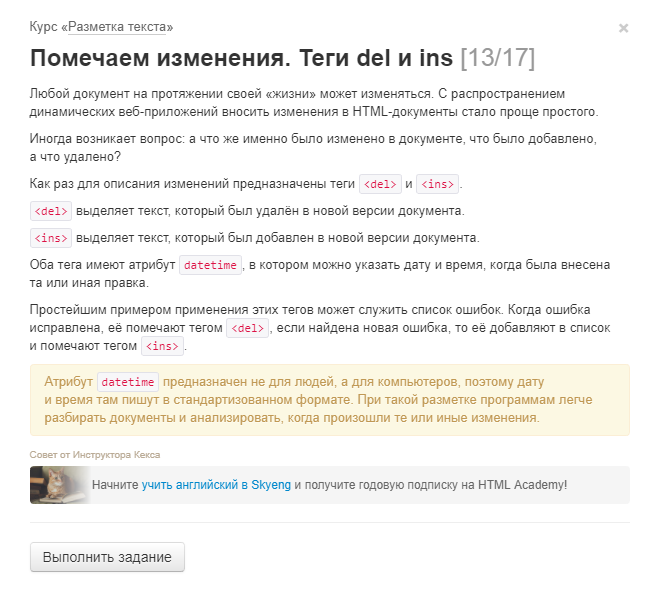 Курс «Разметка текста»
×
Помечаем изменения. Теги del и ins [13/17]
Любой документ на протяжении своей «жизни» может изменяться. С распространением
динамических веб-приложений вносить изменения в HTML-документы стало проще простого.
Иногда возникает вопрос: а что же именно было изменено в документе, что было добавлено,
а что удалено?
Как раз для описания изменений предназначены теги <del> и <ins>.
<del> выделяет текст, который был удалён в новой версии документа.
<ins> выделяет текст, который был добавлен в новой версии документа.
Оба тега имеют атрибут datetime, в котором можно указать дату и время, когда была внесена
та или иная правка.
Простейшим примером применения этих тегов может служить список ошибок. Когда ошибка
исправлена, её помечают тегом <del>, если найдена новая ошибка, то её добавляют в список
и помечают тегом <ins>.
Атрибут datetime предназначен не для людей, а для компьютеров, поэтому дату
и время там пишут в стандартизованном формате. При такой разметке программам легче
разбирать документы и анализировать, когда произошли те или иные изменения.
Совет от Инструктора Кекса
Начните учить английский в Skyeng и получите годовую подписку на HTML Academy!
Выполнить задание